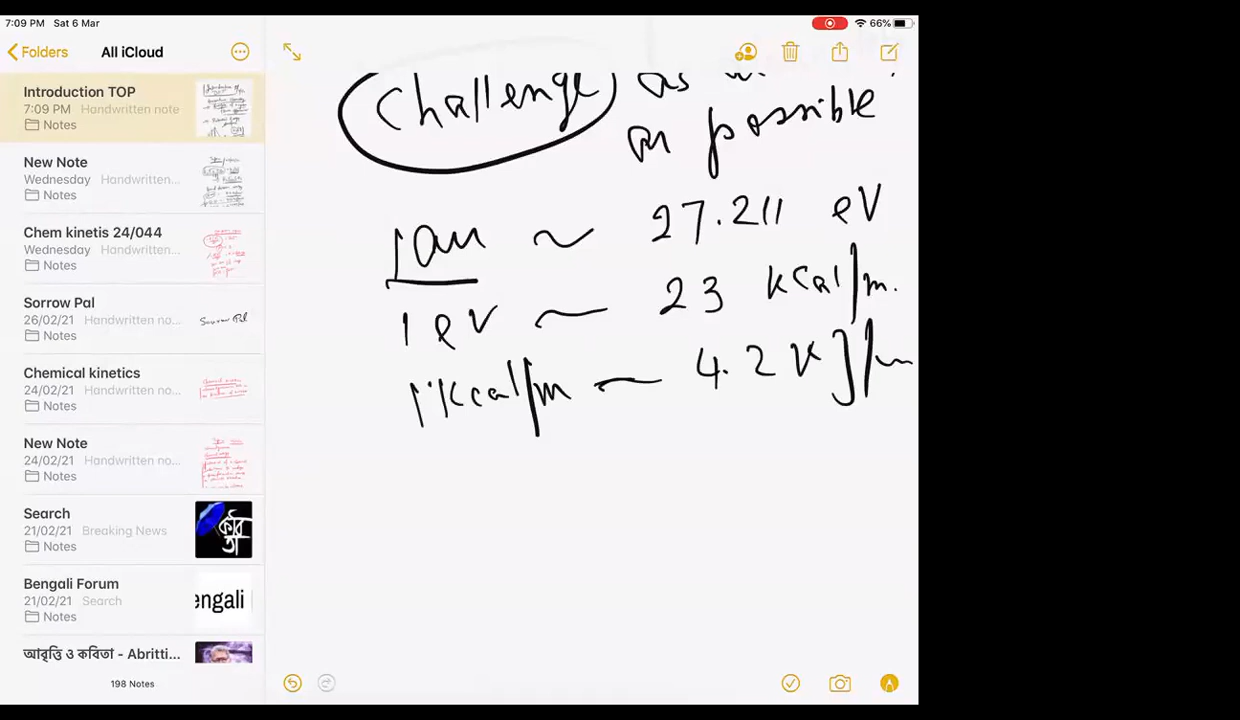 7:09 PM Sat 6 Mar
66%
Folders
All iCloud
Introduction TOP
7:09 PM Handwritten note
Notes
New Note
Wednesday Handwritten...
Notes
Chem kinetis 24/044
Wednesday Handwritten...
Notes
Sorrow Pal
26/02/21 Handwritten no...
Notes
Chemical kinetics
24/02/21 Handwritten no...
Notes
New Note
24/02/21 Handwritten no...
Notes
Search
21/02/21 Breaking News
Notes
কবি
তা
Bengali Forum
21/02/21 Search
Notes
engali
আবৃত্তি ও কবিতা - Abritti...
198 Notes
Challenge as
as possible
1au ~ 27.211 eV
1 eV ~ 23 kcal/m.
1 kcal/m ~ 4.2 kJ/m